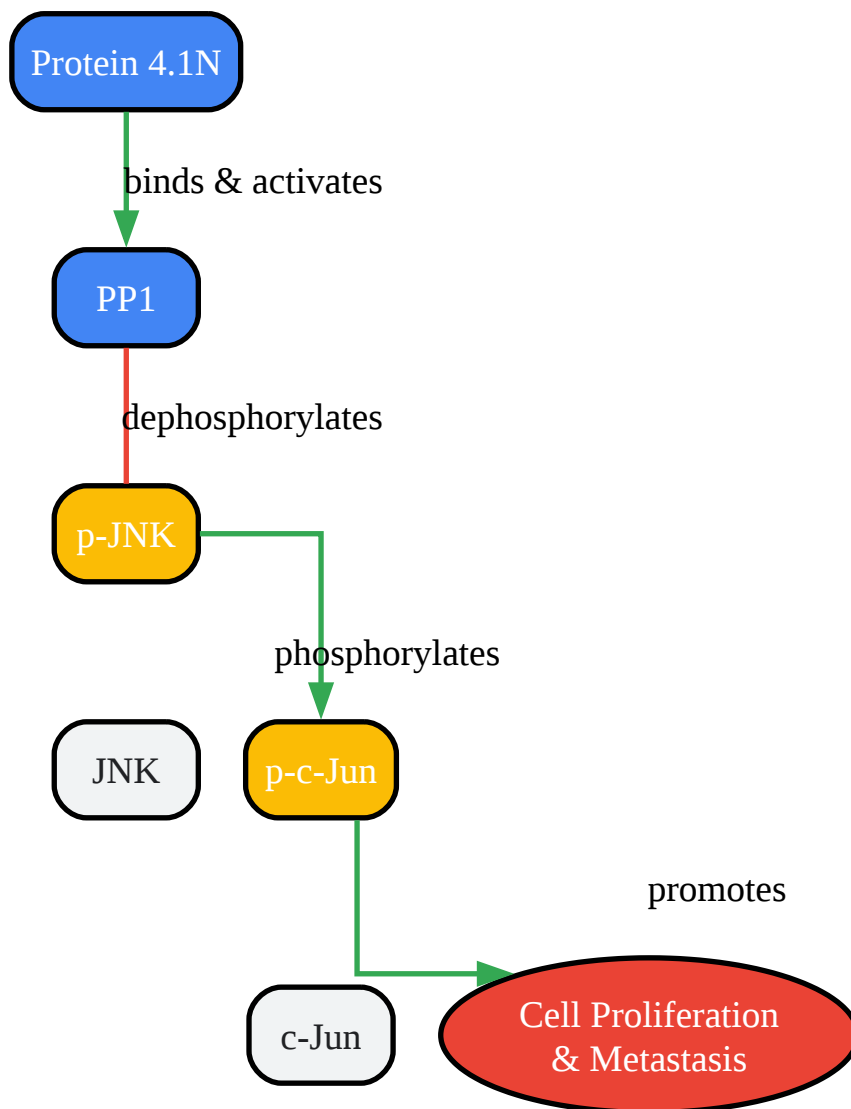 Protein 4.1N
binds & activates
PP1
dephosphorylates
p-JNK
phosphorylates
JNK
p-c-Jun
promotes
c-Jun
Cell Proliferation
& Metastasis